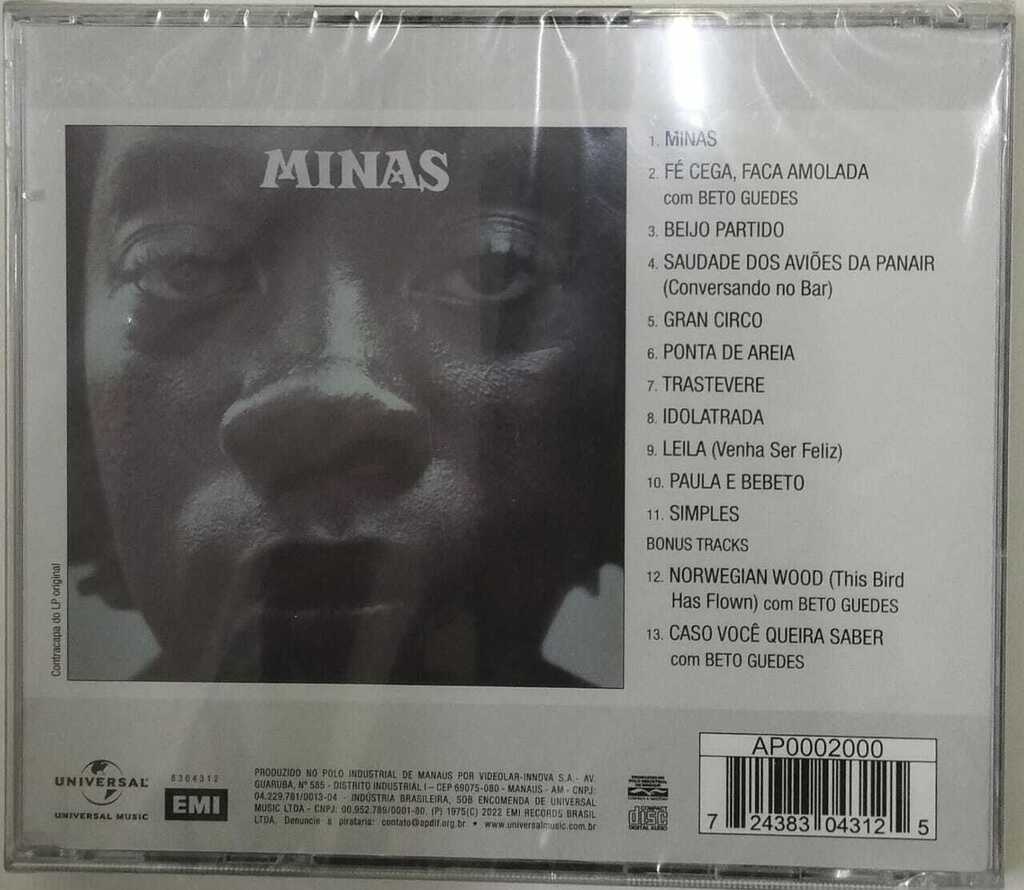 MINAS
1. MINAS
2. FÉ CEGA, FACA AMOLADA
com BETO GUEDES
3. BEIJO PARTIDO
4. SAUDADE DOS AVIÕES DA PANAIR
(Conversando no Bar)
5. GRAN CIRCO
6. PONTA DE AREIA
7. TRASTEVERE
8. IDOLATRADA
9. LEILA (Venha Ser Feliz)
10. PAULA E BEBETO
11. SIMPLES
BONUS TRACKS
12. NORWEGIAN WOOD (This Bird
Has Flown) com BETO GUEDES
13. CASO VOCÊ QUEIRA SABER
com BETO GUEDES
Contracapa do LP original
UNIVERSAL
UNIVERSAL MUSIC
8304312
EMI
PRODUZIDO NO POLO INDUSTRIAL DE MANAUS POR VIDEOLAR-INNOVA S.A - AV.
GUARUBA, Nº 585 - DISTRITO INDUSTRIAL I - CEP 69075-080 - MANAUS - AM - CNPJ:
04.229.761/0013-04 - INDÚSTRIA BRASILEIRA, SOB ENCOMENDA DE UNIVERSAL
MUSIC LTDA - CNPJ: 00.952.789/0001-80. (P) 1975(C) 2022 EMI RECORDS BRASIL
LTDA. Denuncie a pirataria: contato@apdif.org.br • www.universalmusic.com.br
COMPACT
disc
DIGITAL AUDIO
AP0002000
7 24383 04312 5